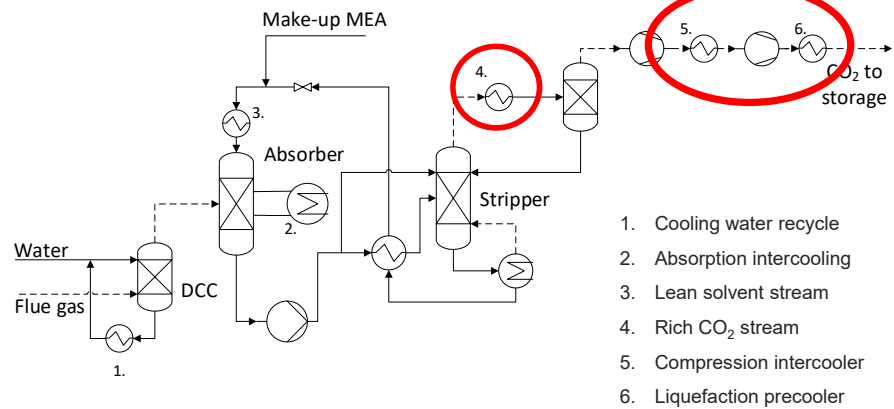 Make-up MEA
5.
6.
4.
CO₂ to
storage
3.
Absorber
Stripper
2.
Water
DCC
Flue gas
1.
1. Cooling water recycle
2. Absorption intercooling
3. Lean solvent stream
4. Rich CO₂ stream
5. Compression intercooler
6. Liquefaction precooler